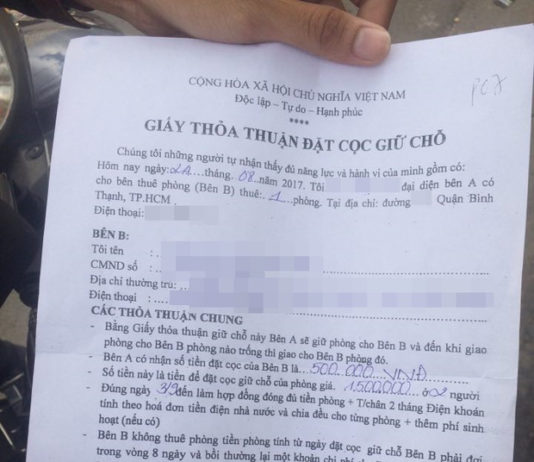 CỘNG HÒA XÃ HỘI CHỦ NGHĨA VIỆT NAM
Độc lập – Tự do – Hạnh phúc
****
GIẤY THỎA THUẬN ĐẶT CỌC GIỮ CHỖ
Chúng tôi những người tự nhận thấy đủ năng lực và hành vi của mình gồm có:
Hôm nay ngày:...tháng. 08.năm 2017. Tôi đại diện bên A có
cho bên thuê phòng (Bên B) thuê:.1.phòng. Tại địa chỉ: đường Quận Bình
Thạnh, TP.HCM
Điện thoại:
BÊN B:
Tôi tên :
CMND số :
Địa chỉ thường trú:
Điện thoại :
CÁC THỎA THUẬN CHUNG
- Bằng Giấy thỏa thuận giữ chỗ này Bên A sẽ giữ phòng cho Bên B và đến khi giao
phòng cho Bên B phòng nào trống thì giao cho Bên B phòng đó.
- Bên A có nhận số tiền đặt cọc của Bên B là...500.000.VNĐ
- Số tiền này là tiền để đặt cọc giữ chỗ của phòng giá. 1.500.000 người
- Đúng ngày 3/9 đến làm hợp đồng đóng đủ tiền phòng + T/chân 2 tháng Điện khoán
tính theo hoá đơn tiền điện nhà nước và chia đều cho từng phòng + thêm phí sinh
hoạt (nếu có)
- Bên B không thuê phòng tiền phòng tính từ ngày đặt cọc giữ chỗ Bên B phải đợi
trong vòng 8 ngày và bồi thường lại một khoản chi phí